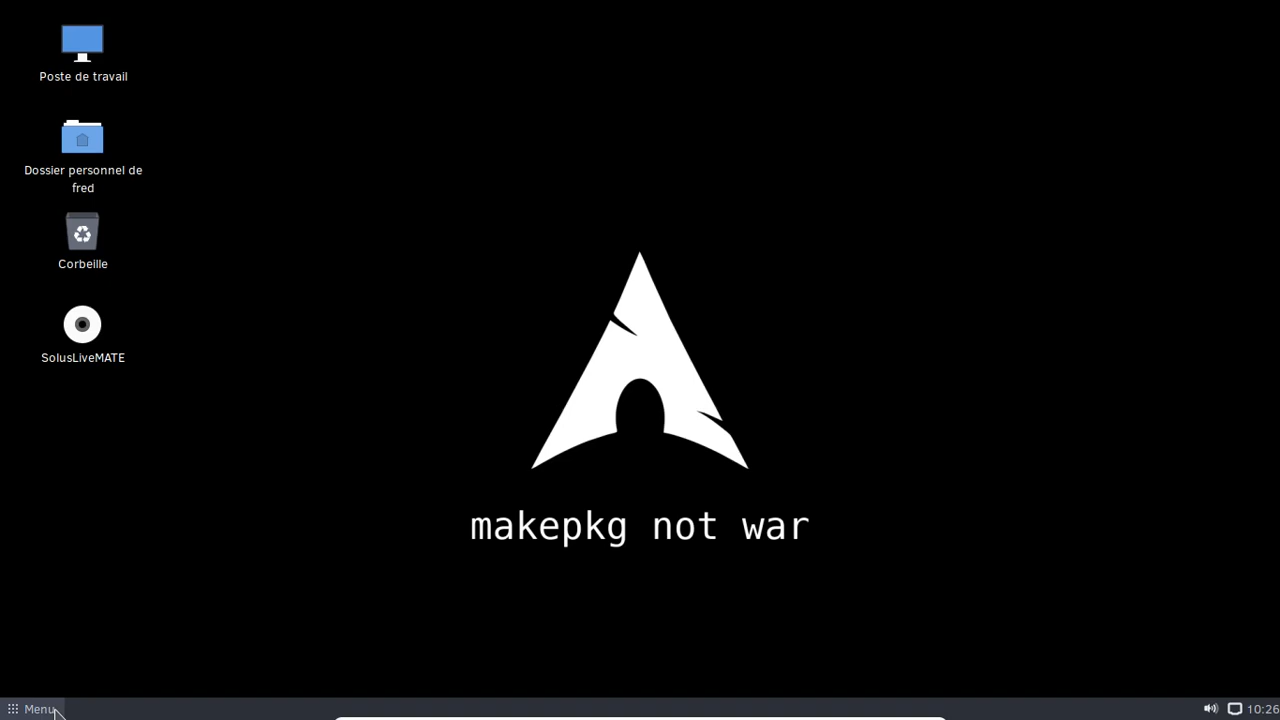 Poste de travail
Dossier personnel de
fred
Corbeille
SolusLiveMATE
makepkg not war
Menu
10:26